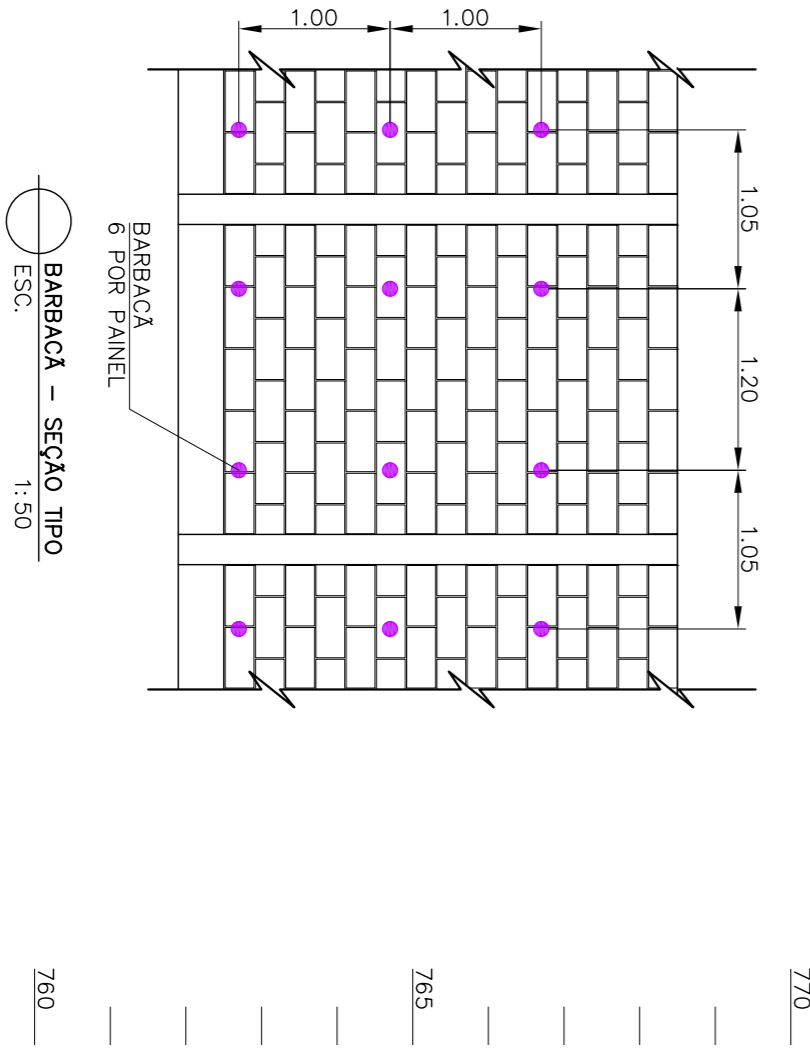 1.05
1.20
1.05
1.00
1.00
BARBACÃ
6 POR PAINEL
BARBACÃ – SEÇÃO TIPO
ESC. 1:50
770
765
760